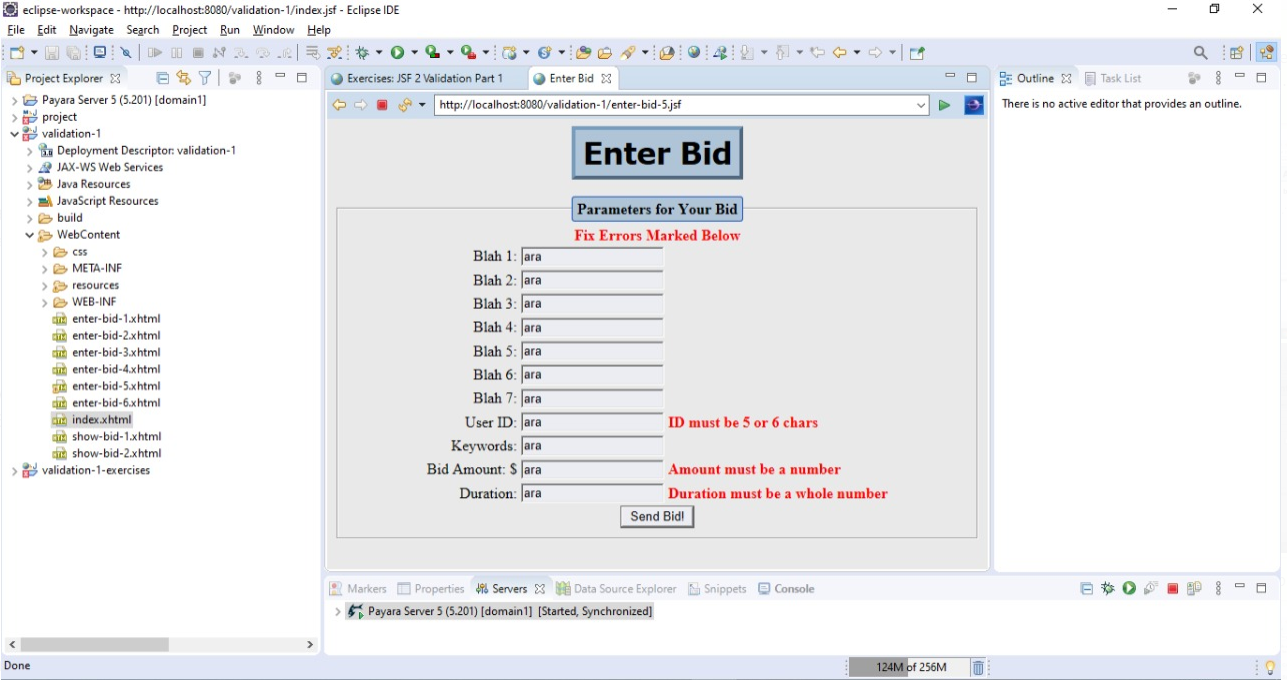 eclipse-workspace - http://localhost:8080/validation-1/index.jsf - Eclipse IDE
File Edit Navigate Search Project Run Window Help
Project Explorer
Payara Server 5 (5.201) [domain1]
project
validation-1
Deployment Descriptor: validation-1
JAX-WS Web Services
Java Resources
JavaScript Resources
build
WebContent
css
META-INF
resources
WEB-INF
enter-bid-1.xhtml
enter-bid-2.xhtml
enter-bid-3.xhtml
enter-bid-4.xhtml
enter-bid-5.xhtml
enter-bid-6.xhtml
index.xhtml
show-bid-1.xhtml
show-bid-2.xhtml
validation-1-exercises
Exercises: JSF 2 Validation Part 1 Enter Bid
http://localhost:8080/validation-1/enter-bid-5.jsf
Enter Bid
Parameters for Your Bid
Fix Errors Marked Below
Blah 1: ara
Blah 2: ara
Blah 3: ara
Blah 4: ara
Blah 5: ara
Blah 6: ara
Blah 7: ara
User ID: ara ID must be 5 or 6 chars
Keywords: ara
Bid Amount: $ ara Amount must be a number
Duration: ara Duration must be a whole number
Send Bid!
Outline Task List
There is no active editor that provides an outline.
Markers Properties Servers Data Source Explorer Snippets Console
Payara Server 5 (5.201) [domain1] [Started, Synchronized]
Done
124M of 256M